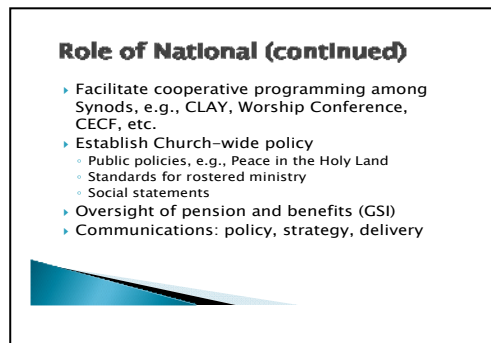 Role of National (continued)
Facilitate cooperative programming among
Synods, e.g., CLAY, Worship Conference,
CECF, etc.
Establish Church-wide policy
Public policies, e.g., Peace in the Holy Land
Standards for rostered ministry
Social statements
Oversight of pension and benefits (GSI)
Communications: policy, strategy, delivery